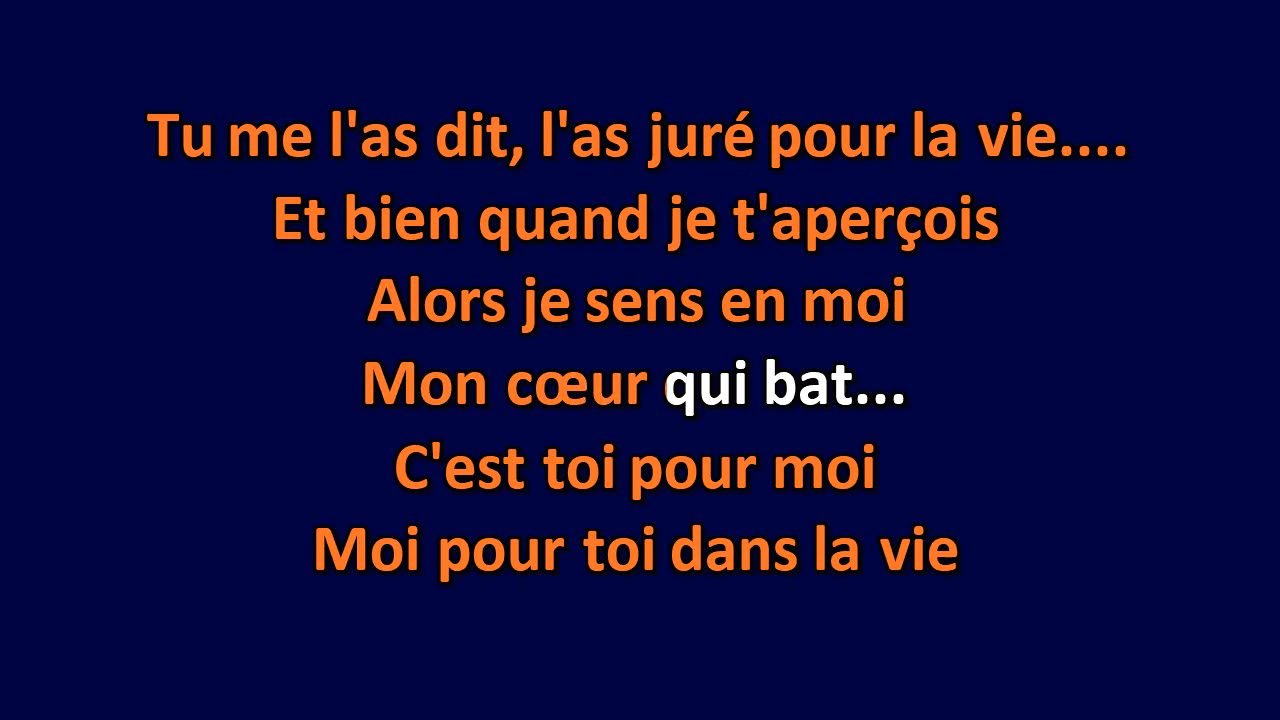 Tu me l'as dit, l'as juré pour la vie....
Et bien quand je t'aperçois
Alors je sens en moi
Mon cœur qui bat...
C'est toi pour moi
Moi pour toi dans la vie